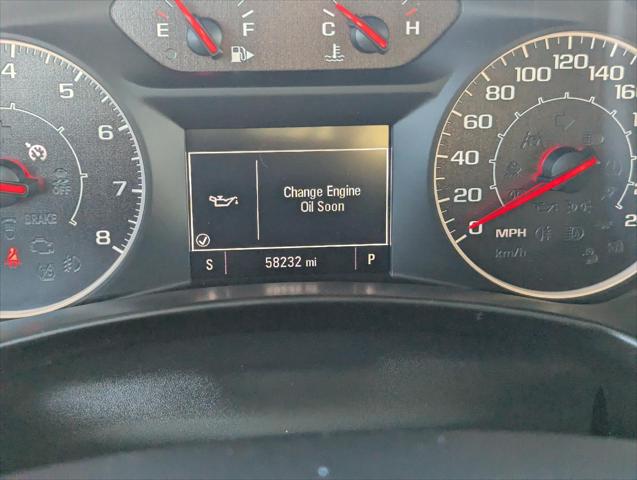 E F
C H
4
5
6
7
8
OFF
BRAKE
Change Engine
Oil Soon
S 58232 mi P
0
20
40
60
80
100
120
140
MPH
km/h